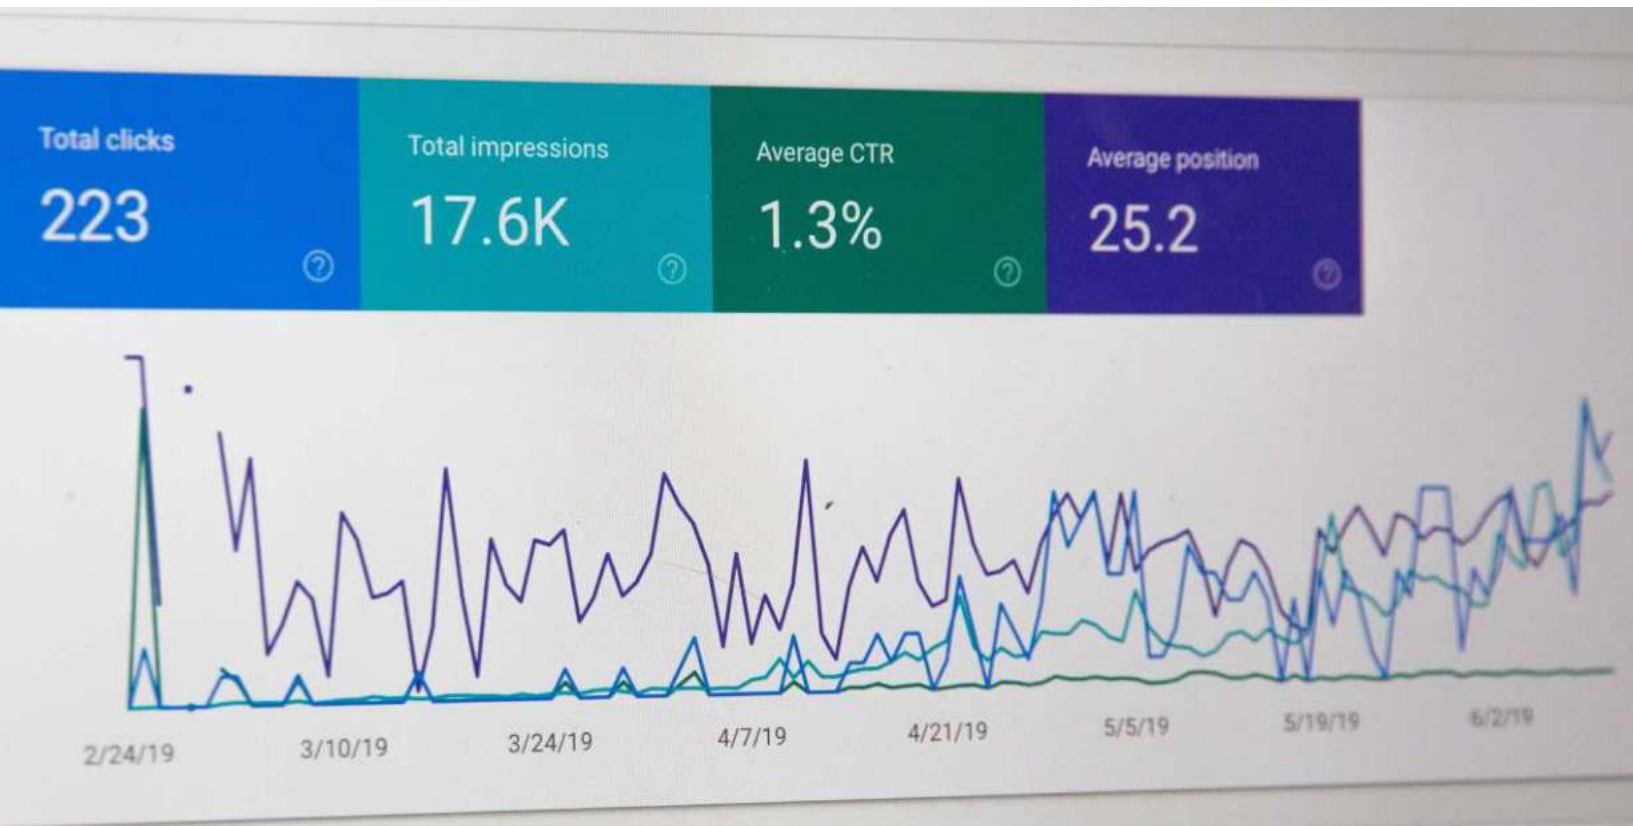 Total clicks
223
Total impressions
17.6K
Average CTR
1.3%
Average position
25.2
2/24/19
3/10/19
3/24/19
4/7/19
4/21/19
5/5/19
5/19/19
6/2/19